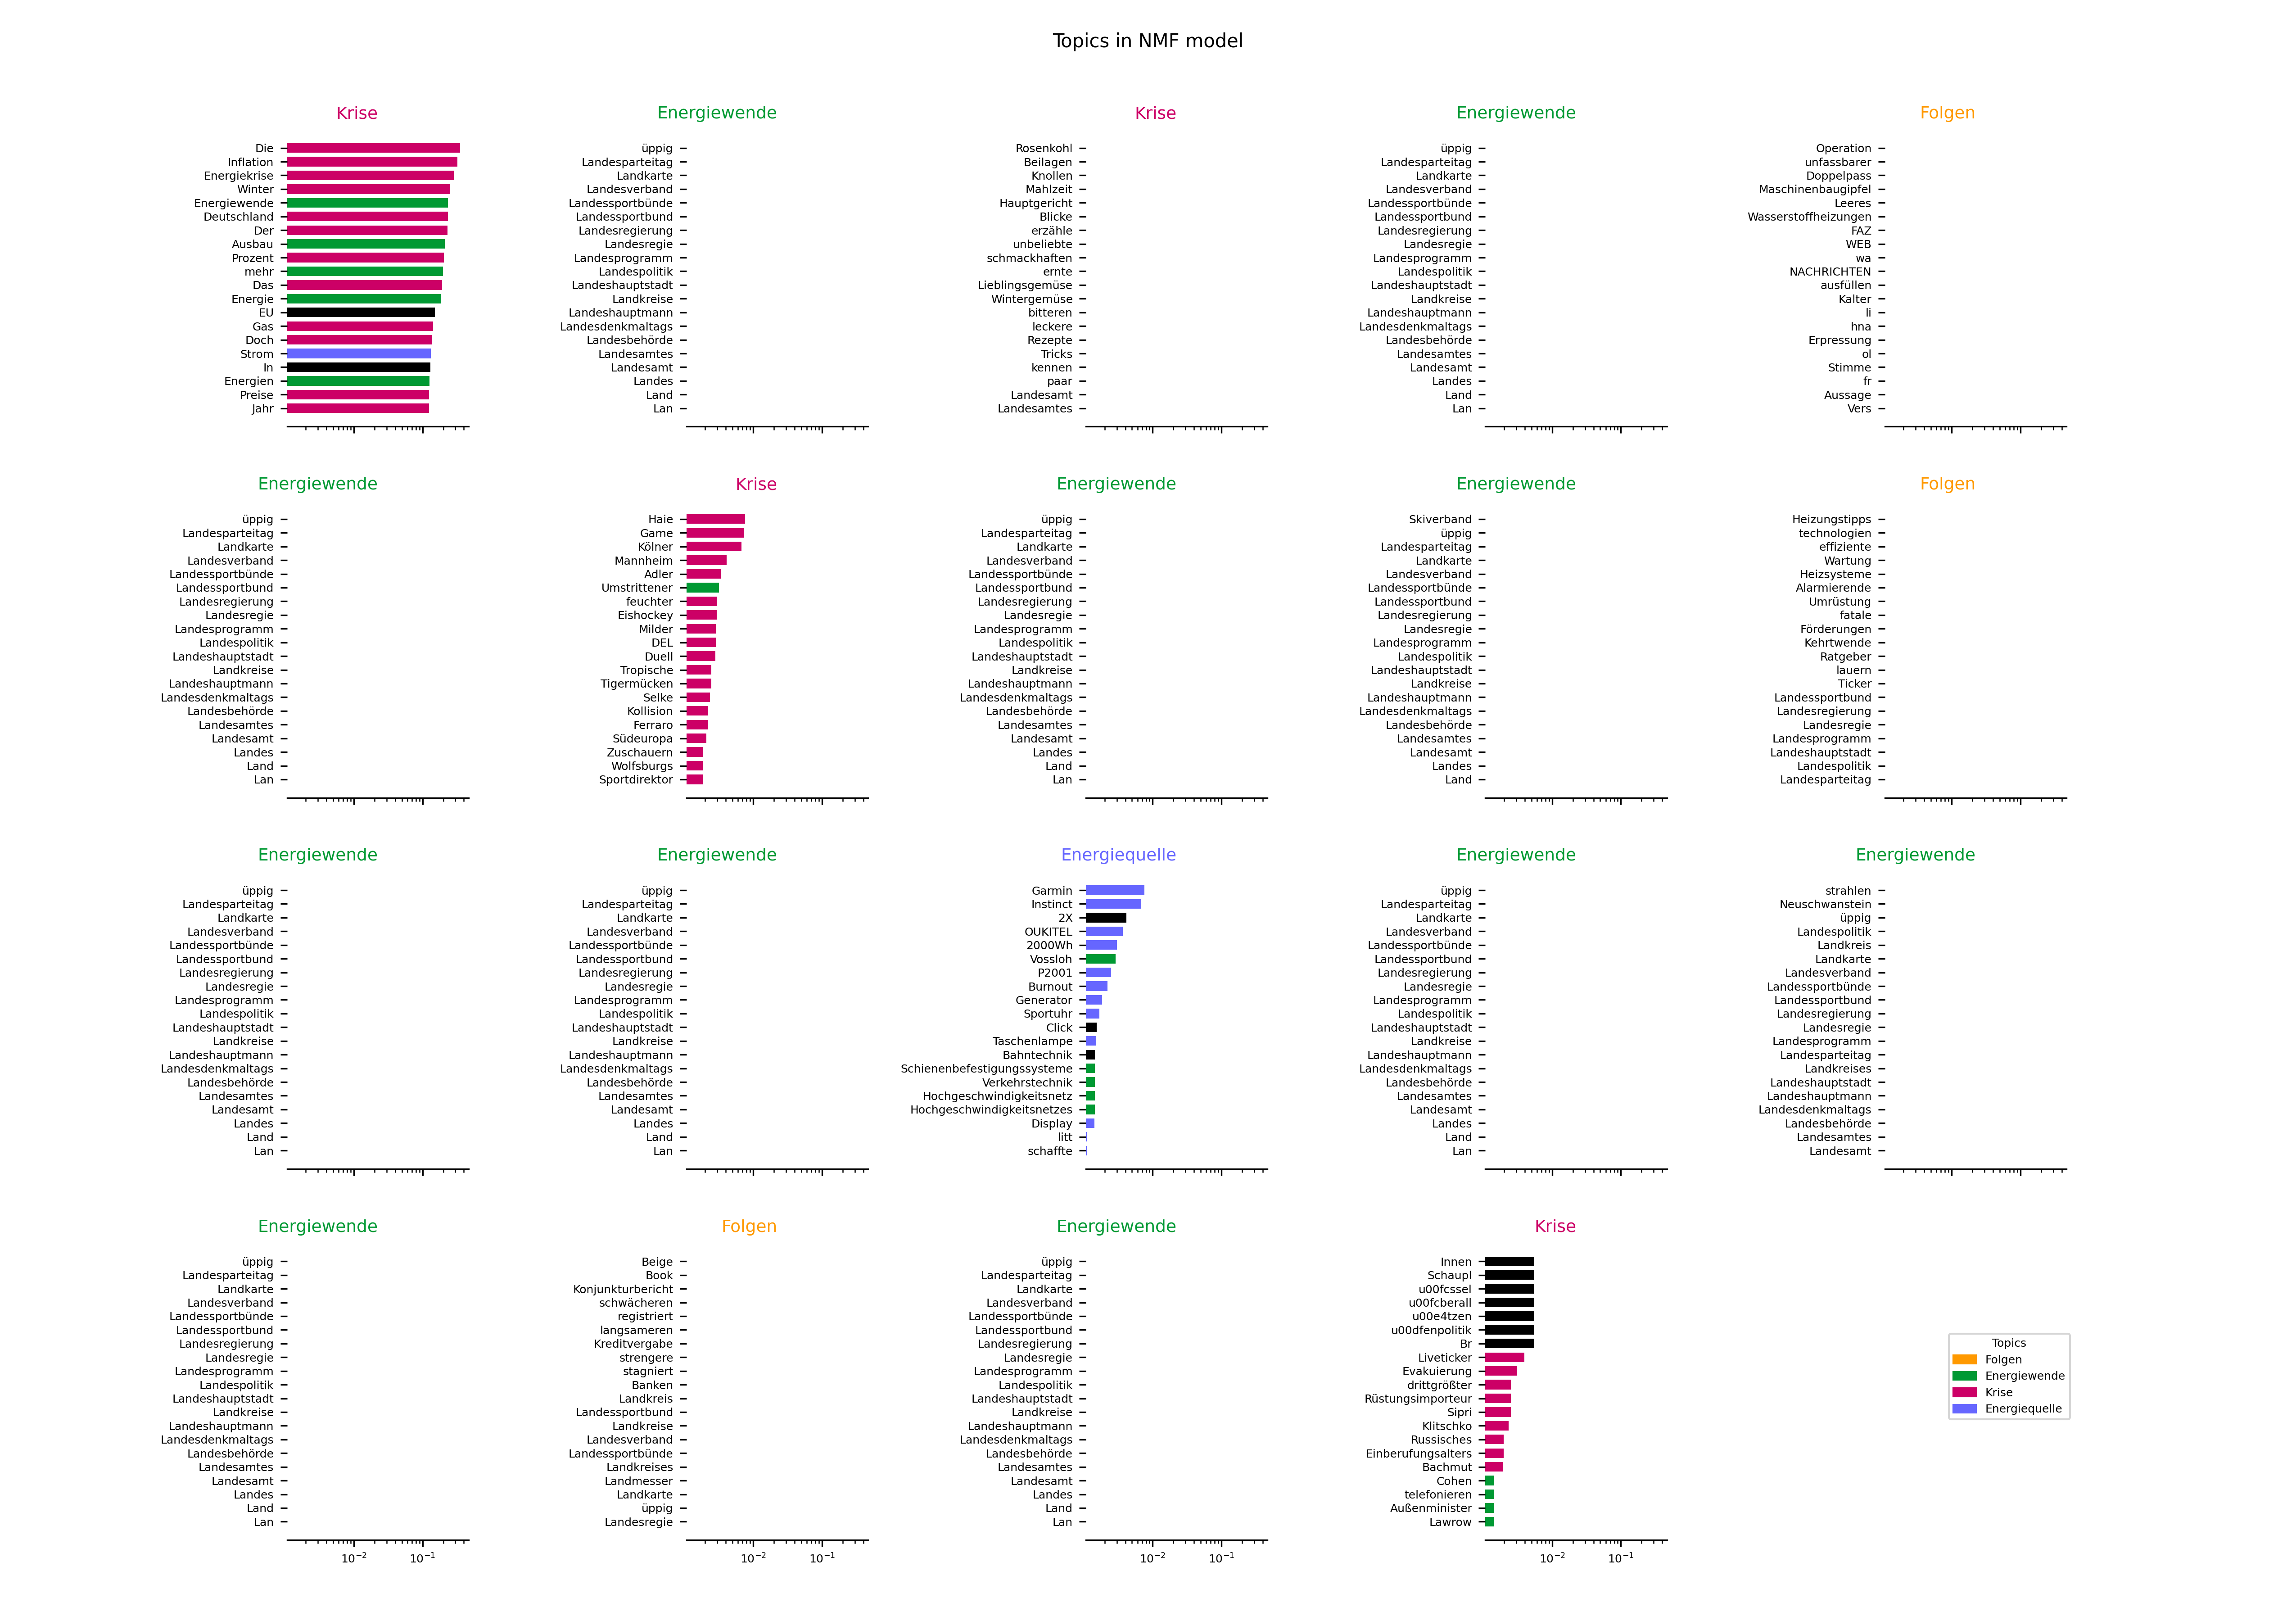 Topics in NMF model
Krise
Die
Inflation
Energiekrise
Winter
Energiewende
Deutschland
Der
Ausbau
Prozent
mehr
Das
Energie
EU
Gas
Doch
Strom
In
Energien
Preise
Jahr
Energiewende
üppig
Landesparteitag
Landkarte
Landesverband
Landessportbünde
Landessportbund
Landesregierung
Landesregie
Landesprogramm
Landespolitik
Landeshauptstadt
Landkreise
Landeshauptmann
Landesdenkmaltags
Landesbehörde
Landesamtes
Landesamt
Landes
Land
Lan
Krise
Rosenkohl
Beilagen
Knollen
Mahlzeit
Hauptgericht
Blicke
erzähle
unbeliebte
schmackhaften
ernte
Lieblingsgemüse
Wintergemüse
bitteren
leckere
Rezepte
Tricks
kennen
paar
Landesamt
Landesamtes
Energiewende
üppig
Landesparteitag
Landkarte
Landesverband
Landessportbünde
Landessportbund
Landesregierung
Landesregie
Landesprogramm
Landespolitik
Landeshauptstadt
Landkreise
Landeshauptmann
Landesdenkmaltags
Landesbehörde
Landesamtes
Landesamt
Landes
Land
Lan
Folgen
Operation
unfassbarer
Doppelpass
Maschinenbaugipfel
Leeres
Wasserstoffheizungen
FAZ
WEB
wa
NACHRICHTEN
ausfüllen
Kalter
li
hna
Erpressung
ol
Stimme
fr
Aussage
Vers
Energiewende
üppig
Landesparteitag
Landkarte
Landesverband
Landessportbünde
Landessportbund
Landesregierung
Landesregie
Landesprogramm
Landespolitik
Landeshauptstadt
Landkreise
Landeshauptmann
Landesdenkmaltags
Landesbehörde
Landesamtes
Landesamt
Landes
Land
Lan
Krise
Haie
Game
Kölner
Mannheim
Adler
Umstrittener
feuchter
Eishockey
Milder
DEL
Duell
Tropische
Tigermücken
Selke
Kollision
Ferraro
Südeuropa
Zuschauern
Wolfsburgs
Sportdirektor
Energiewende
üppig
Landesparteitag
Landkarte
Landesverband
Landessportbünde
Landessportbund
Landesregierung
Landesregie
Landesprogramm
Landespolitik
Landeshauptstadt
Landkreise
Landeshauptmann
Landesdenkmaltags
Landesbehörde
Landesamtes
Landesamt
Landes
Land
Lan
Energiewende
Skiverband
üppig
Landesparteitag
Landkarte
Landesverband
Landessportbünde
Landessportbund
Landesregierung
Landesregie
Landesprogramm
Landespolitik
Landeshauptstadt
Landkreise
Landeshauptmann
Landesdenkmaltags
Landesbehörde
Landesamtes
Landesamt
Landes
Land
Folgen
Heizungstipps
technologien
effiziente
Wartung
Heizsysteme
Alarmierende
Umrüstung
fatale
Förderungen
Kehrtwende
Ratgeber
lauern
Ticker
Landessportbund
Landesregierung
Landesregie
Landesprogramm
Landeshauptstadt
Landespolitik
Landesparteitag
Energiewende
üppig
Landesparteitag
Landkarte
Landesverband
Landessportbünde
Landessportbund
Landesregierung
Landesregie
Landesprogramm
Landespolitik
Landeshauptstadt
Landkreise
Landeshauptmann
Landesdenkmaltags
Landesbehörde
Landesamtes
Landesamt
Landes
Land
Lan
Energiewende
üppig
Landesparteitag
Landkarte
Landesverband
Landessportbünde
Landessportbund
Landesregierung
Landesregie
Landesprogramm
Landespolitik
Landeshauptstadt
Landkreise
Landeshauptmann
Landesdenkmaltags
Landesbehörde
Landesamtes
Landesamt
Landes
Land
Lan
Energiequelle
Garmin
Instinct
2X
OUKITEL
2000Wh
Vossloh
P2001
Burnout
Generator
Sportuhr
Click
Taschenlampe
Bahntechnik
Schienenbefestigungssysteme
Verkehrstechnik
Hochgeschwindigkeitsnetz
Hochgeschwindigkeitsnetzes
Display
litt
schaffte
Energiewende
üppig
Landesparteitag
Landkarte
Landesverband
Landessportbünde
Landessportbund
Landesregierung
Landesregie
Landesprogramm
Landespolitik
Landeshauptstadt
Landkreise
Landeshauptmann
Landesdenkmaltags
Landesbehörde
Landesamtes
Landesamt
Landes
Land
Lan
Energiewende
strahlen
Neuschwanstein
üppig
Landespolitik
Landkreis
Landkarte
Landesverband
Landessportbünde
Landessportbund
Landesregierung
Landesregie
Landesprogramm
Landesparteitag
Landkreises
Landeshauptstadt
Landeshauptmann
Landesdenkmaltags
Landesbehörde
Landesamtes
Landesamt
Energiewende
üppig
Landesparteitag
Landkarte
Landesverband
Landessportbünde
Landessportbund
Landesregierung
Landesregie
Landesprogramm
Landespolitik
Landeshauptstadt
Landkreise
Landeshauptmann
Landesdenkmaltags
Landesbehörde
Landesamtes
Landesamt
Landes
Land
Lan
10⁻² 10⁻¹
Folgen
Beige
Book
Konjunkturbericht
schwächeren
registriert
langsameren
Kreditvergabe
strengere
stagniert
Banken
Landkreis
Landessportbund
Landkreise
Landesverband
Landessportbünde
Landkreises
Landmesser
Landkarte
üppig
Landesregie
10⁻² 10⁻¹
Energiewende
üppig
Landesparteitag
Landkarte
Landesverband
Landessportbünde
Landessportbund
Landesregierung
Landesregie
Landesprogramm
Landespolitik
Landeshauptstadt
Landkreise
Landeshauptmann
Landesdenkmaltags
Landesbehörde
Landesamtes
Landesamt
Landes
Land
Lan
10⁻² 10⁻¹
Krise
Innen
Schaupl
u00fcssel
u00fcberall
u00e4tzen
u00dfenpolitik
Br
Liveticker
Evakuierung
drittgrößter
Rüstungsimporteur
Sipri
Klitschko
Russisches
Einberufungsalters
Bachmut
Cohen
telefonieren
Außenminister
Lawrow
10⁻² 10⁻¹
Topics
Folgen
Energiewende
Krise
Energiequelle